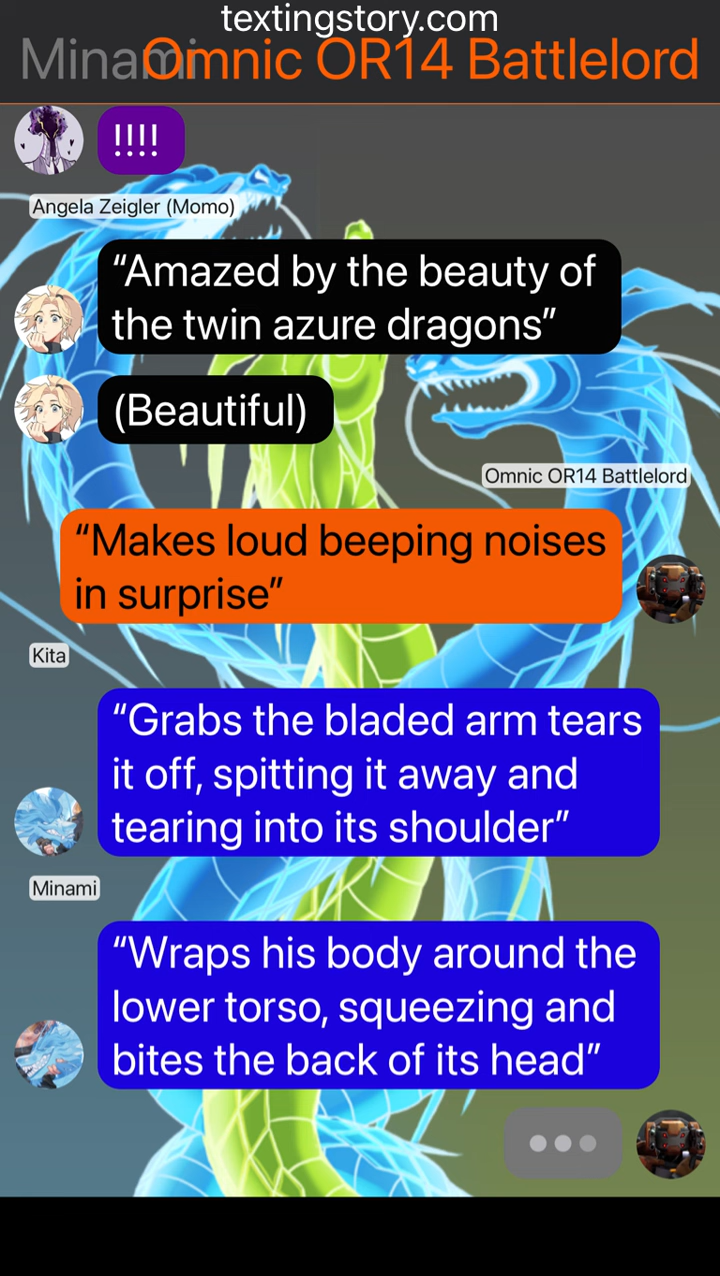 textingstory.com
Minami
Omnic OR14 Battlelord
!!!!
Angela Zeigler (Momo)
“Amazed by the beauty of
the twin azure dragons”
(Beautiful)
Omnic OR14 Battlelord
“Makes loud beeping noises
in surprise”
Kita
“Grabs the bladed arm tears
it off, spitting it away and
tearing into its shoulder”
Minami
“Wraps his body around the
lower torso, squeezing and
bites the back of its head”